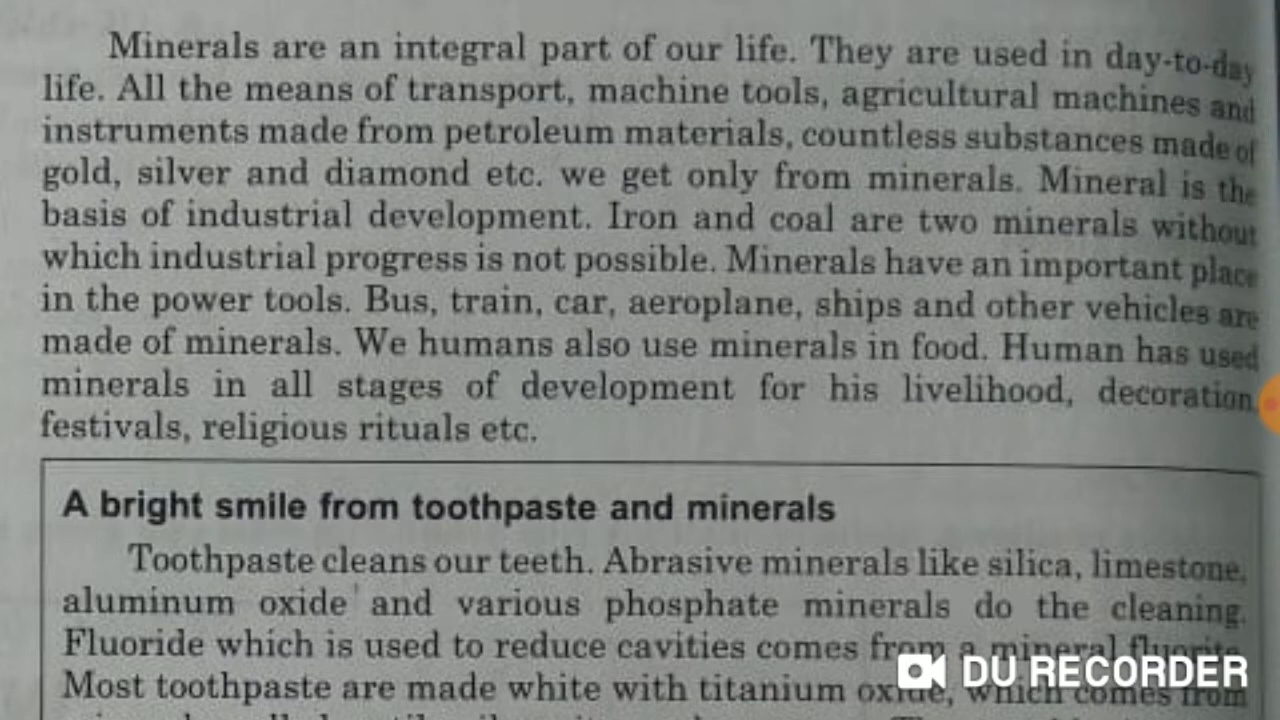 Minerals are an integral part of our life. They are used in day-to-day
life. All the means of transport, machine tools, agricultural machines and
instruments made from petroleum materials, countless substances made of
gold, silver and diamond etc. we get only from minerals. Mineral is the
basis of industrial development. Iron and coal are two minerals without
which industrial progress is not possible. Minerals have an important place
in the power tools. Bus, train, car, aeroplane, ships and other vehicles are
made of minerals. We humans also use minerals in food. Human has used
minerals in all stages of development for his livelihood, decoration,
festivals, religious rituals etc.
A bright smile from toothpaste and minerals
Toothpaste cleans our teeth. Abrasive minerals like silica, limestone,
aluminum oxide and various phosphate minerals do the cleaning.
Fluoride which is used to reduce cavities comes from a mineral fluorite.
Most toothpaste are made white with titanium oxide, which comes from
DU RECORDER